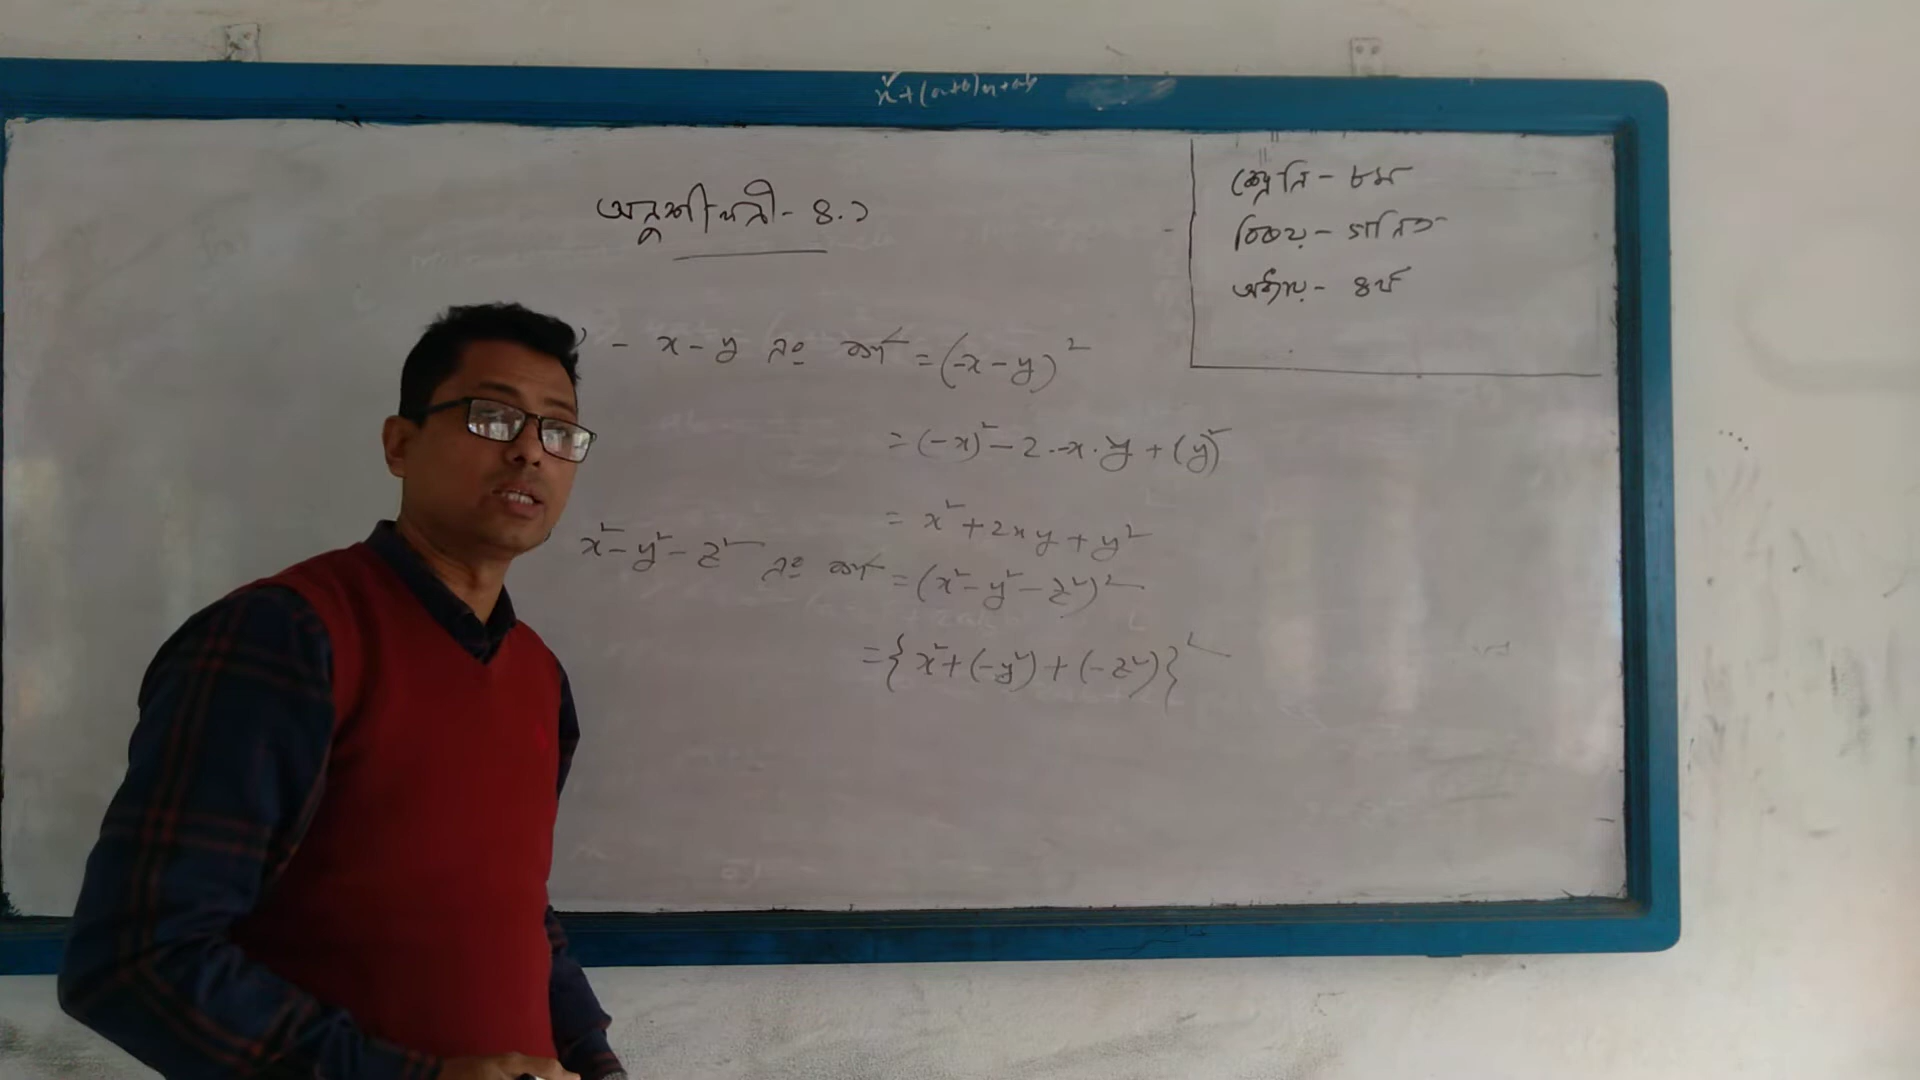 x² + (a+b)x + ab
অনুশীলনী - ৪.১
শ্রেনি - ৮ম
বিষয় - গনিত
অধ্যায় - ৪র্থ
- x - y এর বর্গ = (-x - y)²
= (-x)² - 2 · -x · y + (y)²
= x² + 2xy + y²
x² - y² - z² এর বর্গ = (x² - y² - z²)²
= { x² + (-y²) + (-z²) }²